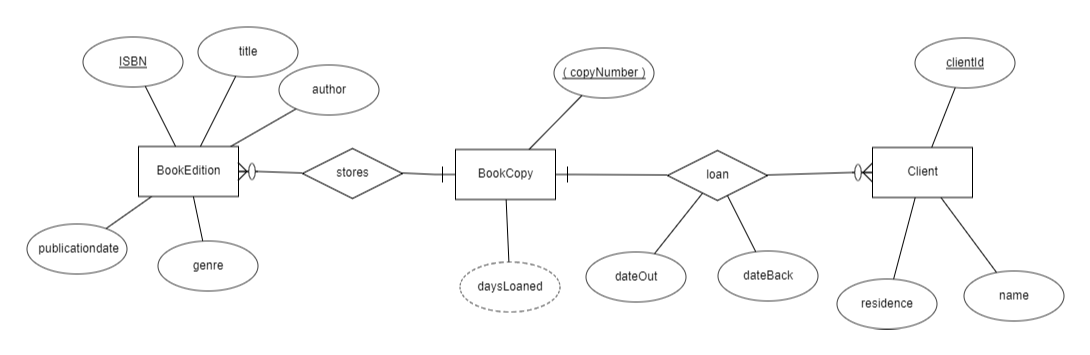 ISBN
title
author
( copyNumber )
clientId
BookEdition
stores
BookCopy
loan
Client
publicationdate
genre
daysLoaned
dateOut
dateBack
residence
name